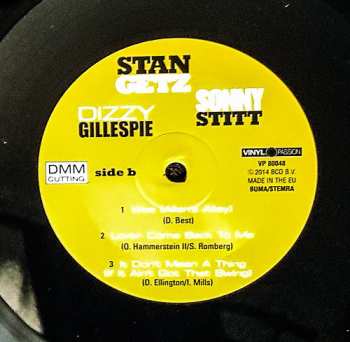 STAN
GETZ
DIZZY
GILLESPIE
SONNY
STITT
DMM
CUTTING
side b
VINYL PASSION
VP 80048
℗ 2014 BCD B.V.
MADE IN THE EU
BUMA/STEMRA
1 Wee (Allen's Alley)
(D. Best)
2 Lover Come Back To Me
(O. Hammerstein II/S. Romberg)
3 It Don't Mean A Thing
(If It Ain't Got That Swing)
(D. Ellington/I. Mills)